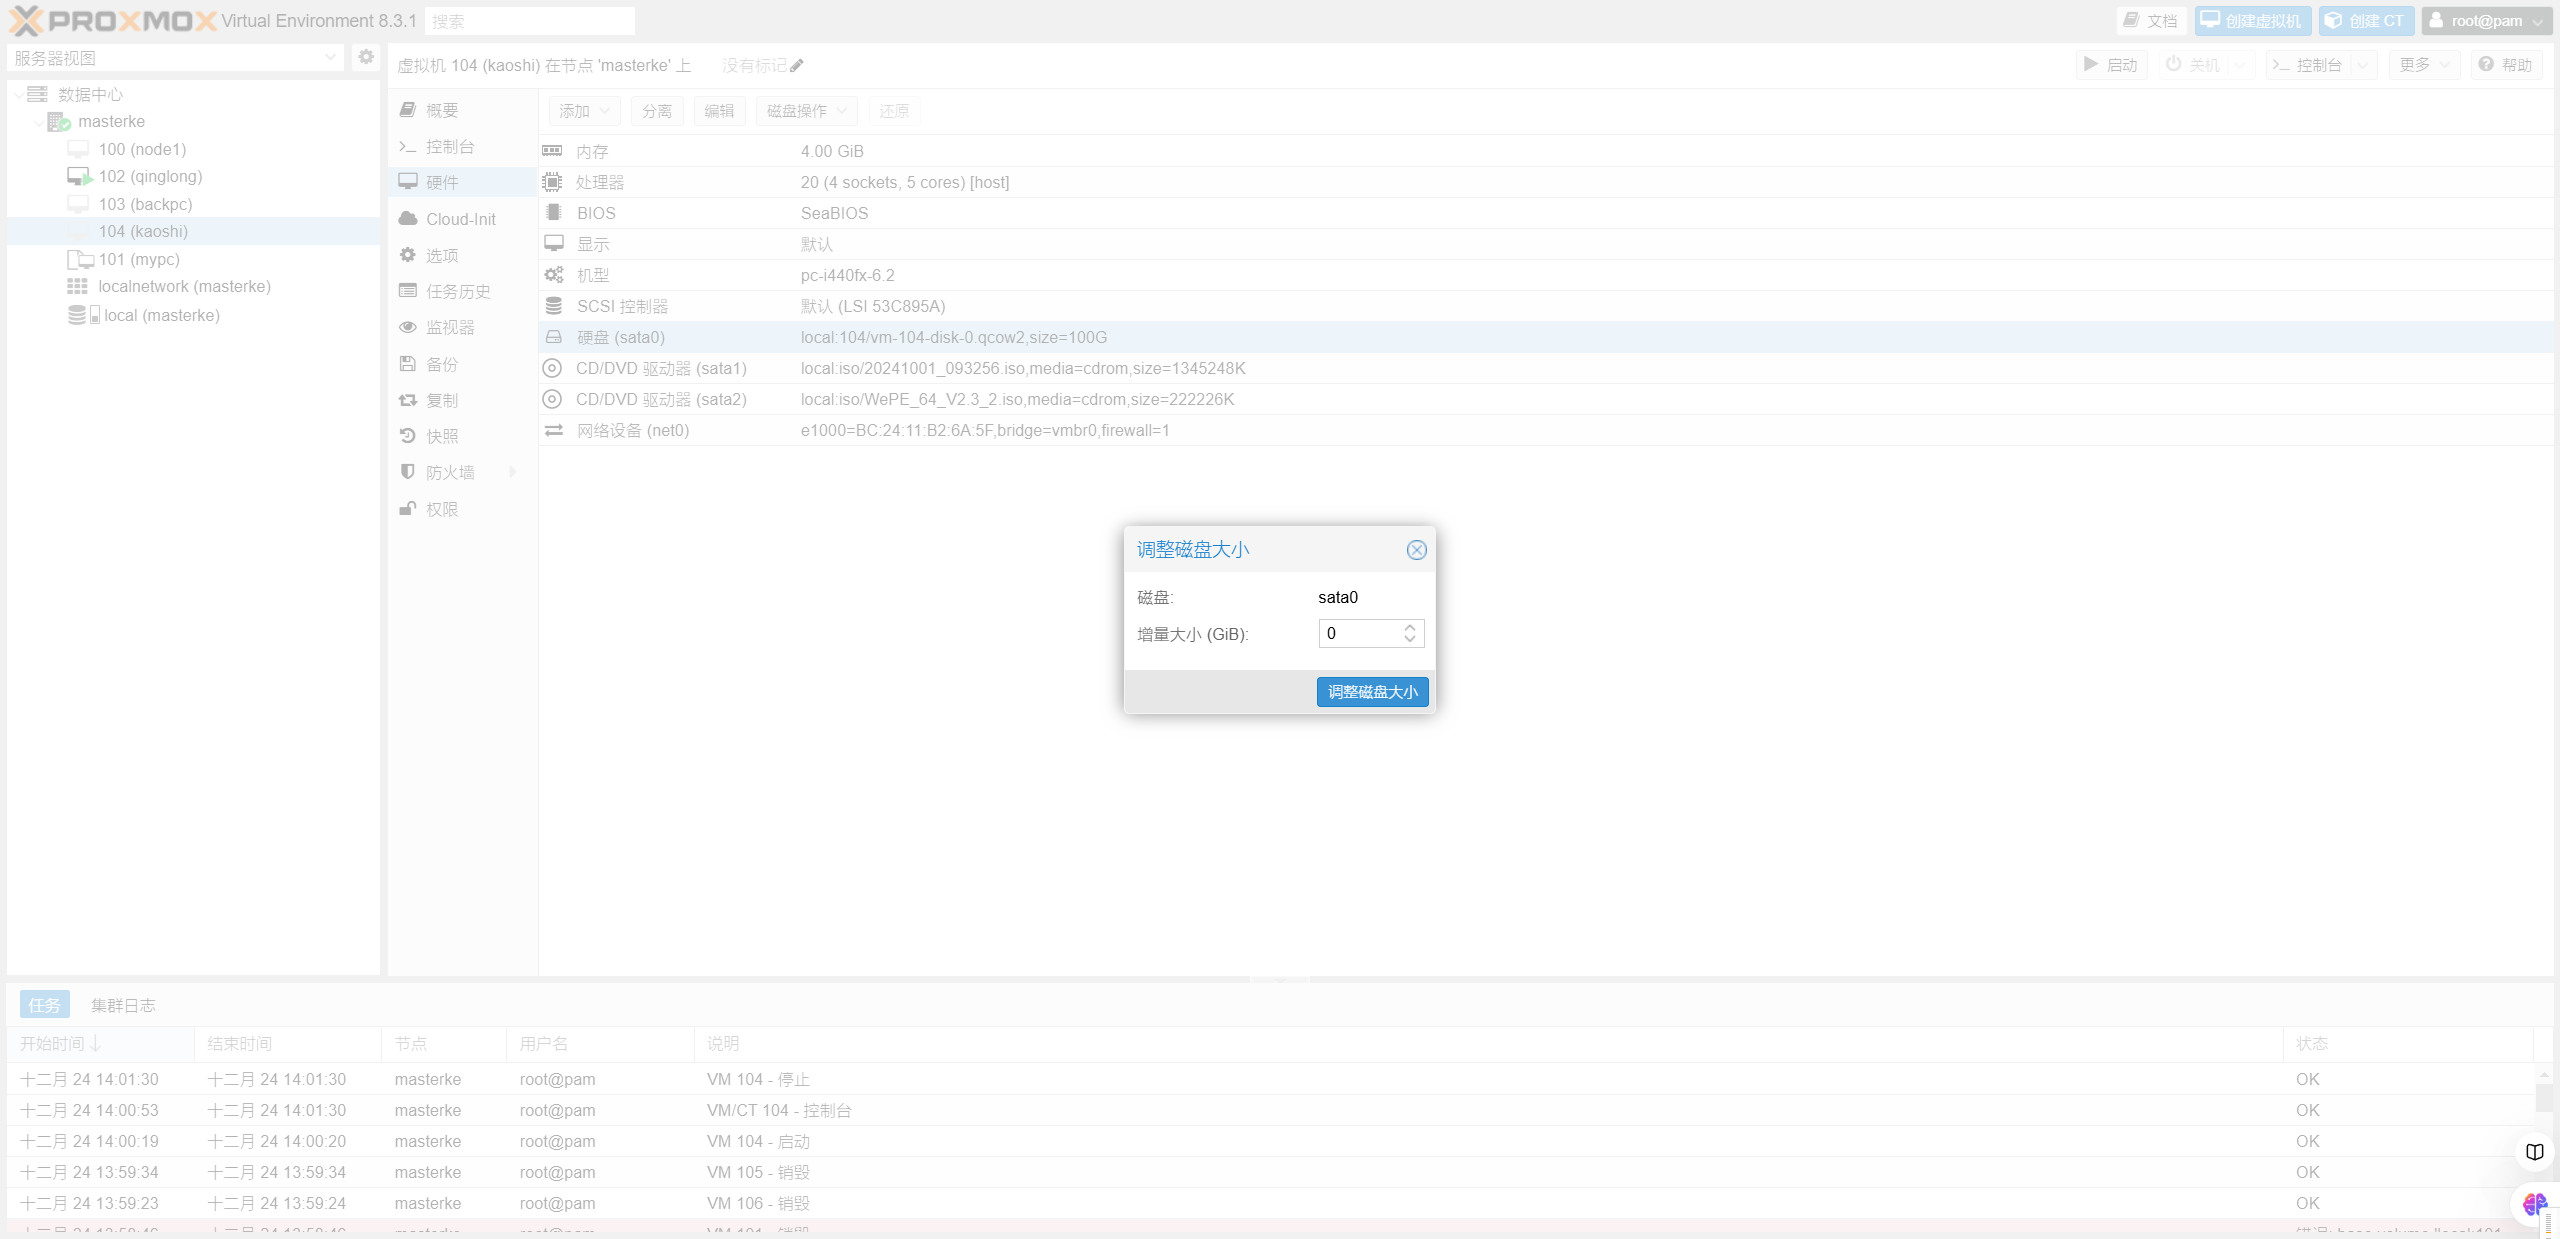 PROXMOX Virtual Environment 8.3.1 搜索 文档 创建虚拟机 创建 CT root@pam
服务器视图
数据中心
masterke
100 (node1)
102 (qinglong)
103 (backpc)
104 (kaoshi)
101 (mypc)
localnetwork (masterke)
local (masterke)
虚拟机 104 (kaoshi) 在节点 'masterke' 上 没有标记 启动 关机 控制台 更多 帮助
概要
控制台
硬件
Cloud-Init
选项
任务历史
监视器
备份
复制
快照
防火墙
权限
添加 分离 编辑 磁盘操作 还原
内存 4.00 GiB
处理器 20 (4 sockets, 5 cores) [host]
BIOS SeaBIOS
显示 默认
机型 pc-i440fx-6.2
SCSI 控制器 默认 (LSI 53C895A)
硬盘 (sata0) local:104/vm-104-disk-0.qcow2,size=100G
CD/DVD 驱动器 (sata1) local:iso/20241001_093256.iso,media=cdrom,size=1345248K
CD/DVD 驱动器 (sata2) local:iso/WePE_64_V2.3_2.iso,media=cdrom,size=222226K
网络设备 (net0) e1000=BC:24:11:B2:6A:5F,bridge=vmbr0,firewall=1
调整磁盘大小
磁盘: sata0
增量大小 (GiB): 0
调整磁盘大小
任务 集群日志
开始时间 结束时间 节点 用户名 说明 状态
十二月 24 14:01:30 十二月 24 14:01:30 masterke root@pam VM 104 - 停止 OK
十二月 24 14:00:53 十二月 24 14:01:30 masterke root@pam VM/CT 104 - 控制台 OK
十二月 24 14:00:19 十二月 24 14:00:20 masterke root@pam VM 104 - 启动 OK
十二月 24 13:59:34 十二月 24 13:59:34 masterke root@pam VM 105 - 销毁 OK
十二月 24 13:59:23 十二月 24 13:59:24 masterke root@pam VM 106 - 销毁 OK